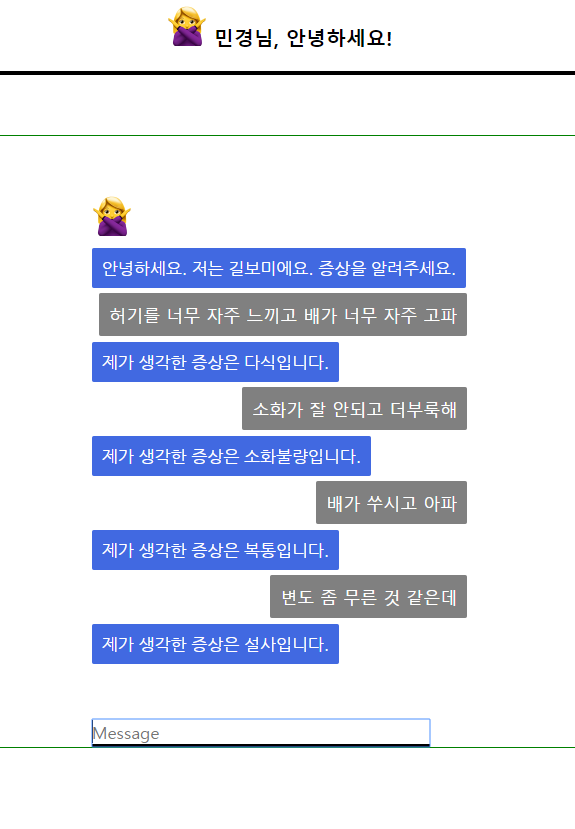 민경님, 안녕하세요!
안녕하세요. 저는 길보미에요. 증상을 알려주세요.
허기를 너무 자주 느끼고 배가 너무 자주 고파
제가 생각한 증상은 다식입니다.
소화가 잘 안되고 더부룩해
제가 생각한 증상은 소화불량입니다.
배가 쑤시고 아파
제가 생각한 증상은 복통입니다.
변도 좀 무른 것 같은데
제가 생각한 증상은 설사입니다.
Message